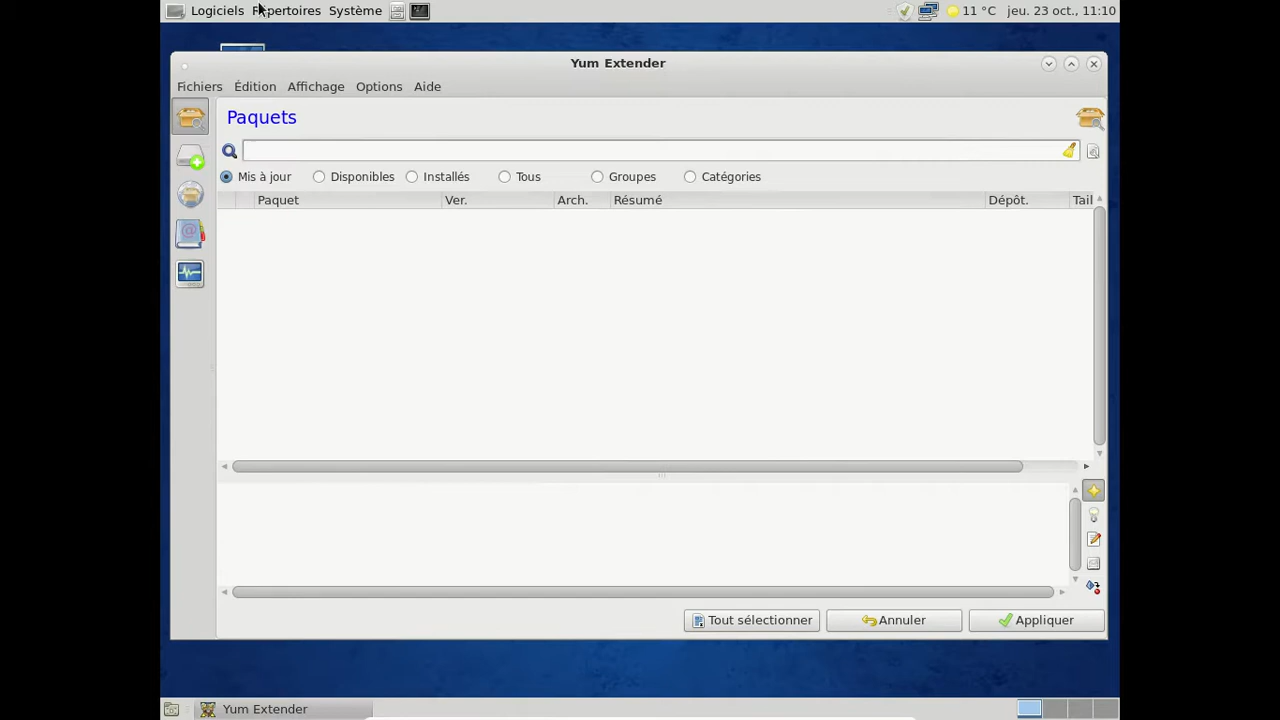 Logiciels Répertoires Système 11 °C jeu. 23 oct., 11:10
Yum Extender
Fichiers Édition Affichage Options Aide
Paquets
Mis à jour Disponibles Installés Tous Groupes Catégories
Paquet Ver. Arch. Résumé Dépôt. Tail
Tout sélectionner Annuler Appliquer
Yum Extender